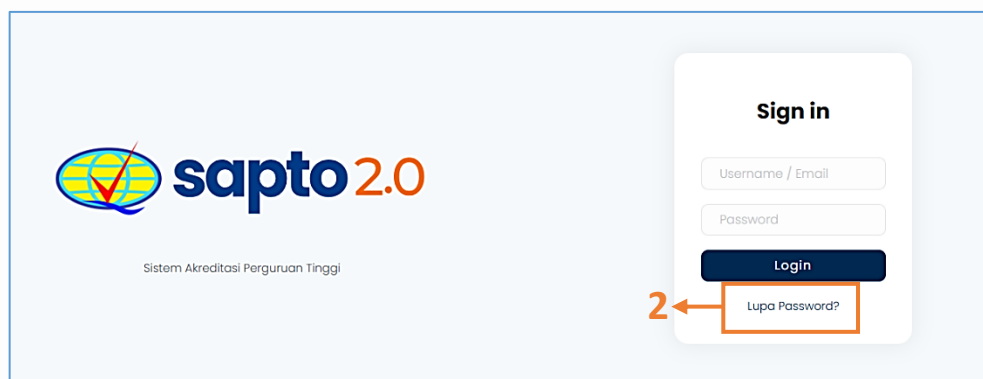 sapto 2.0
Sistem Akreditasi Perguruan Tinggi
Sign in
Username / Email
Password
Login
2
Lupa Password?